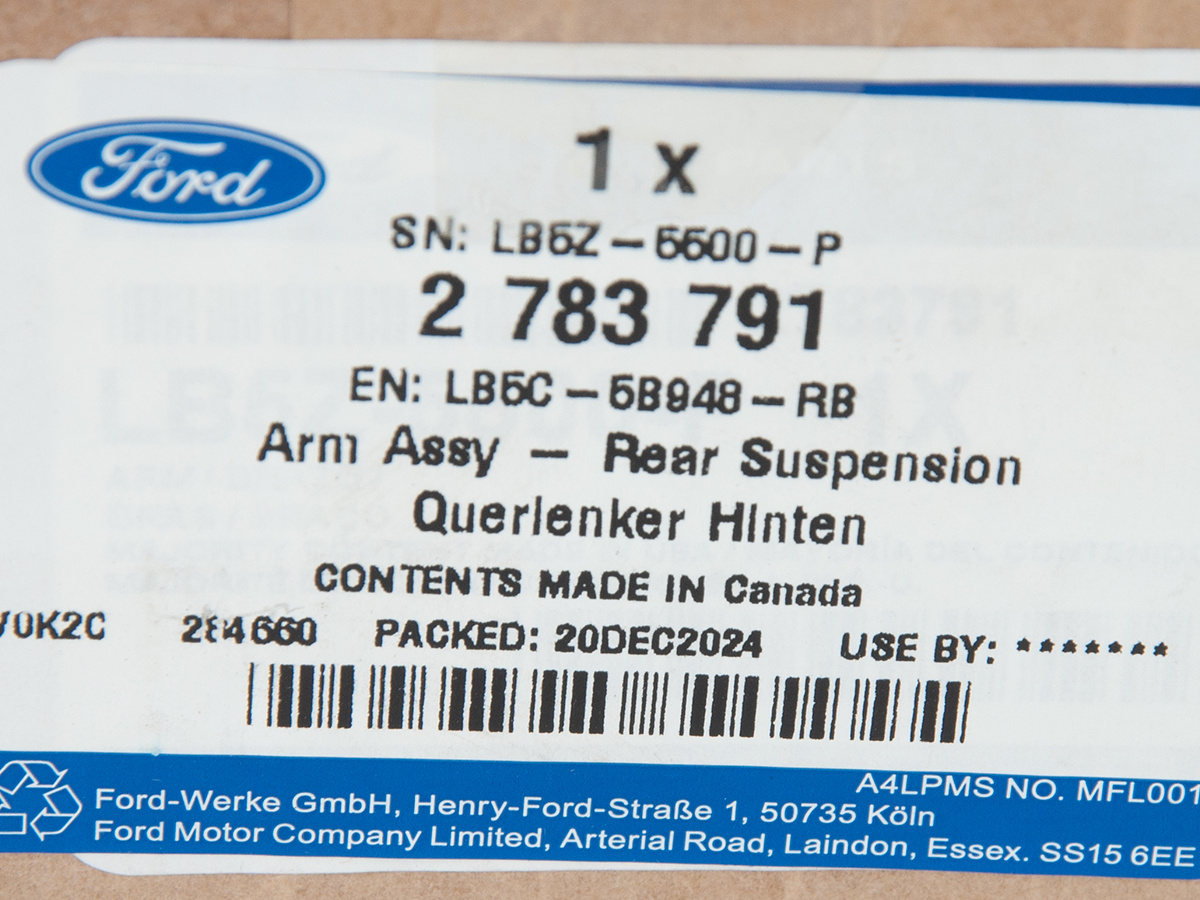 Ford
1 x
SN: LB5Z – 5500 – P
2 783 791
EN: LB5C – 5B948 – RB
Arm Assy – Rear Suspension
Querlenker Hinten
CONTENTS MADE IN Canada
PACKED: 20DEC2024 USE BY: *******
A4LPMS NO. MFL001
Ford-Werke GmbH, Henry-Ford-Straße 1, 50735 Köln
Ford Motor Company Limited, Arterial Road, Laindon, Essex. SS15 6EE